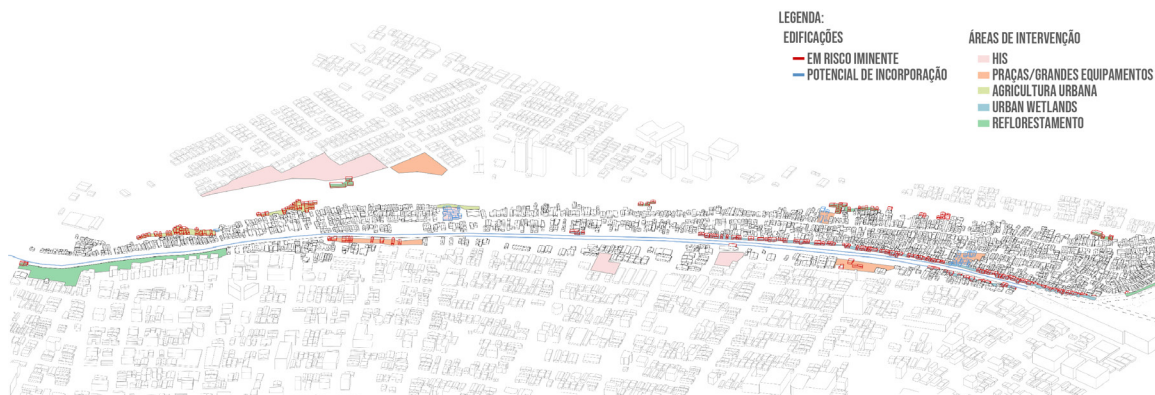 LEGENDA:
EDIFICAÇÕES
EM RISCO IMINENTE
POTENCIAL DE INCORPORAÇÃO
ÁREAS DE INTERVENÇÃO
HIS
PRAÇAS/GRANDES EQUIPAMENTOS
AGRICULTURA URBANA
URBAN WETLANDS
REFLORESTAMENTO